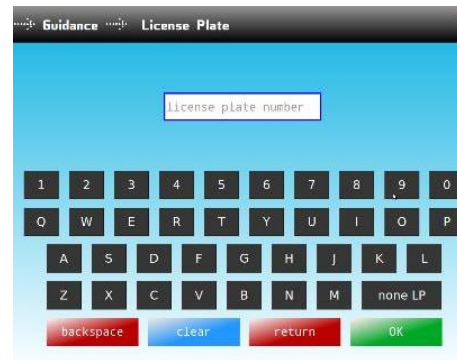 Guidance License Plate
license plate number
1 2 3 4 5 6 7 8 9 0
Q W E R T Y U I O P
A S D F G H J K L
Z X C V B N M none LP
backspace clear return OK